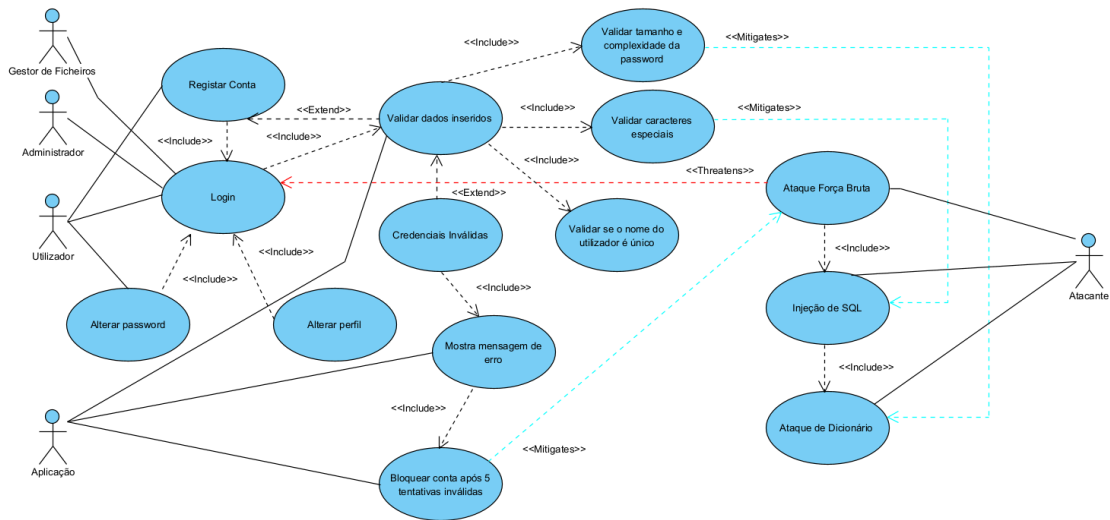 Validar tamanho e
complexidade da
password
<<Mitigates>>
<<Include>>
Gestor de Ficheiros
Registar Conta
<<Extend>>
Validar dados inseridos
<<Include>>
<<Mitigates>>
Validar caracteres
especiais
Administrador
<<Include>>
<<Include>>
<<Include>>
<<Threatens>>
Ataque Força Bruta
Login
<<Extend>>
Utilizador
Credenciais Inválidas
Validar se o nome do
utilizador é único
<<Include>>
<<Include>>
<<Include>>
Atacante
<<Include>>
Alterar password
Alterar perfil
Injeção de SQL
Mostra mensagem de
erro
<<Include>>
<<Include>>
Ataque de Dicionário
<<Mitigates>>
Aplicação
Bloquear conta após 5
tentativas inválidas